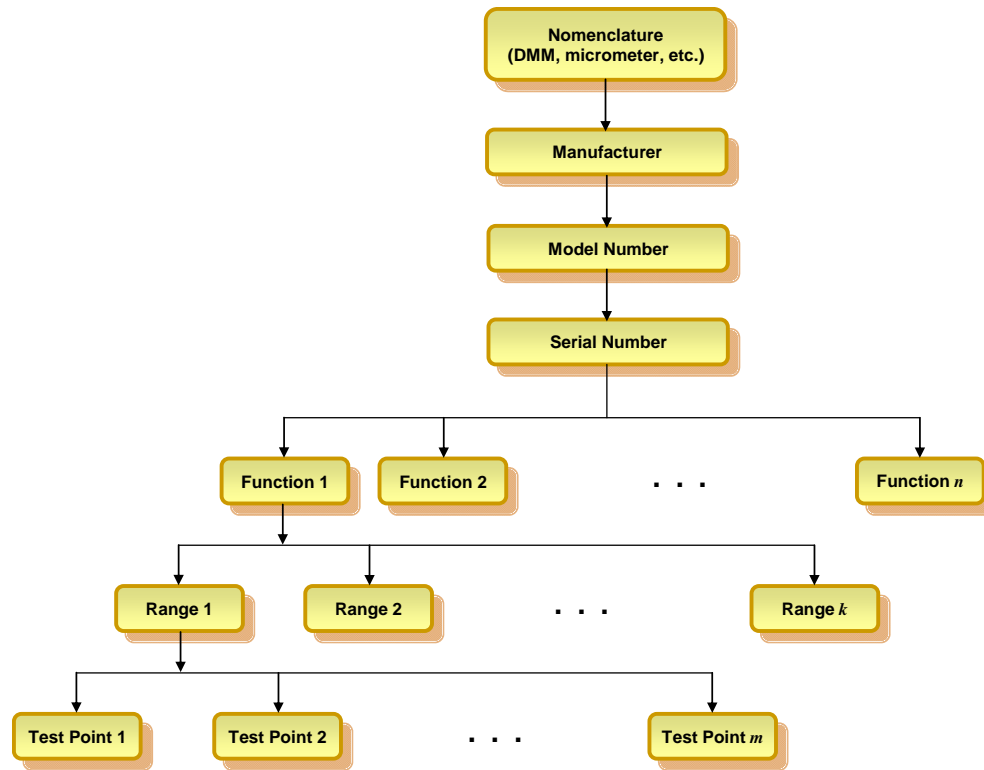 Nomenclature
(DMM, micrometer, etc.)
Manufacturer
Model Number
Serial Number
Function 1
Function 2
. . .
Function n
Range 1
Range 2
. . .
Range k
Test Point 1
Test Point 2
. . .
Test Point m